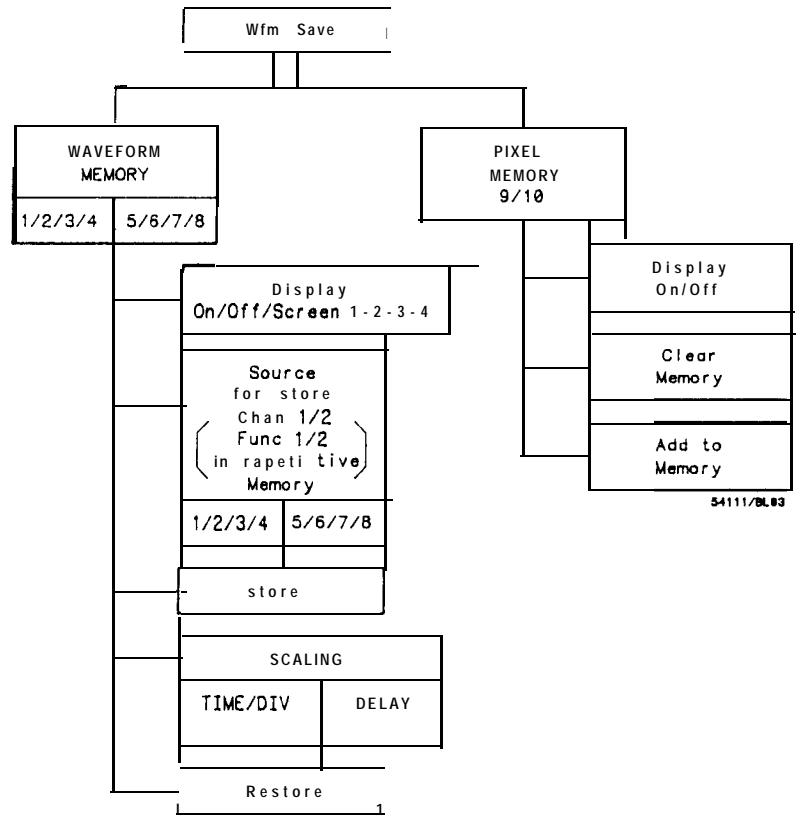 Wfm Save
WAVEFORM
MEMORY
1/2/3/4 5/6/7/8
Display
On/Off/Screen 1-2-3-4
Source
for store
Chan 1/2
Func 1/2
in rapeti tive
Memory
1/2/3/4 5/6/7/8
store
SCALING
TIME/DIV DELAY
Restore
PIXEL
MEMORY
9/10
Display
On/Off
Clear
Memory
Add to
Memory
54111/BL03